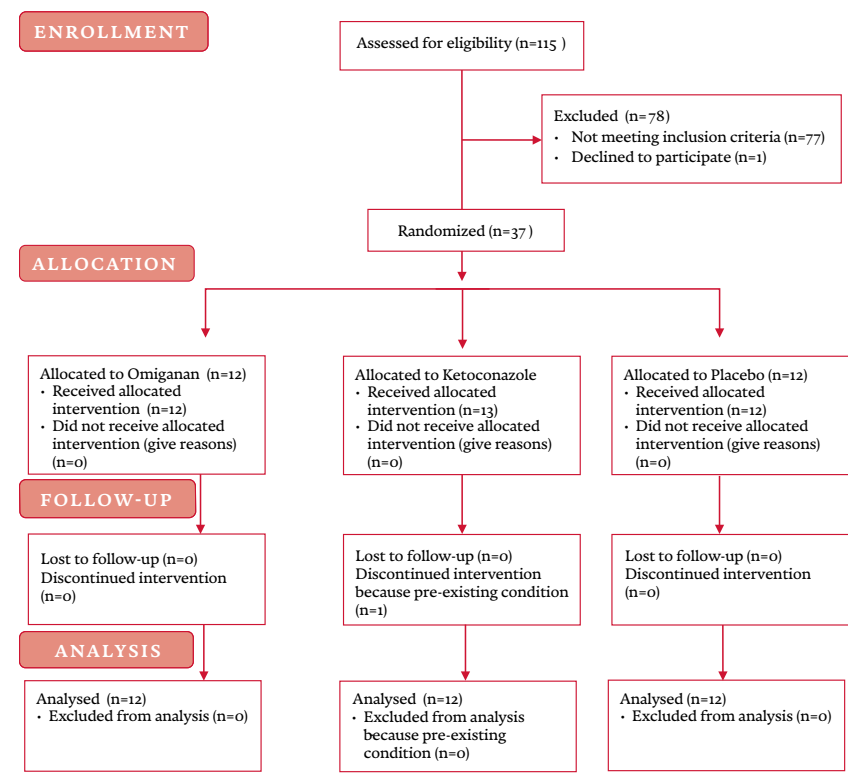 ENROLLMENT
Assessed for eligibility (n=115 )
Excluded (n=78)
· Not meeting inclusion criteria (n=77)
· Declined to participate (n=1)
Randomized (n=37 )
ALLOCATION
Allocated to Omiganan (n=12)
· Received allocated
intervention (n=12)
· Did not receive allocated
intervention (give reasons)
(n=0)
Allocated to Ketoconazole
· Received allocated
intervention (n=13)
· Did not receive allocated
intervention (give reasons)
(n=0)
Allocated to Placebo (n=12)
· Received allocated
intervention (n=12)
· Did not receive allocated
intervention (give reasons)
(n=0)
FOLLOW-UP
Lost to follow-up (n=0)
Discontinued intervention
(n=0)
Lost to follow-up (n=0)
Discontinued intervention
because pre-existing condition
(n=1)
Lost to follow-up (n=0)
Discontinued intervention
(n=0)
ANALYSIS
Analysed (n=12)
· Excluded from analysis (n=0)
Analysed (n=12)
· Excluded from analysis
because pre-existing
condition (n=0)
Analysed (n=12)
· Excluded from analysis (n=0)